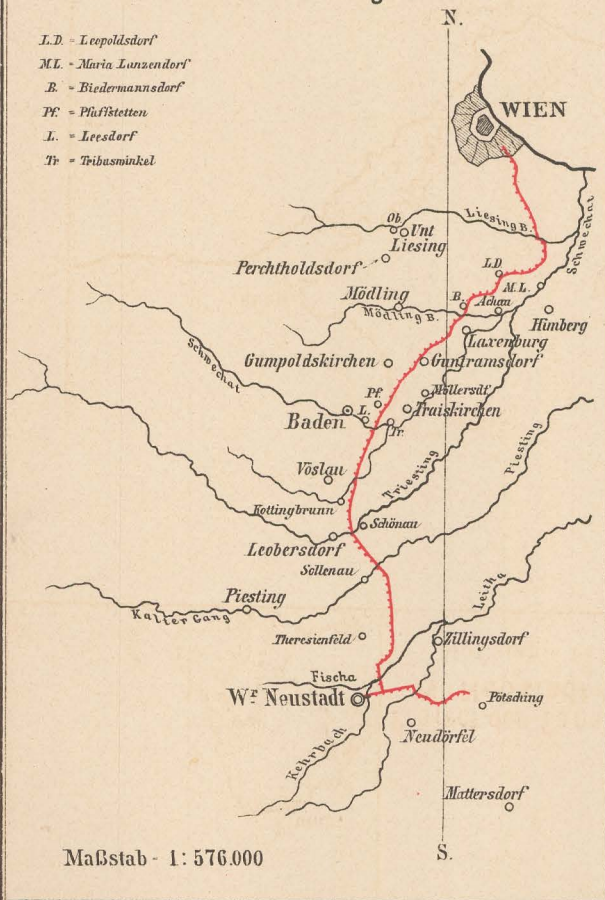 N.
L.D. = Leopoldsdorf
M.L. = Maria Lanzendorf
B. = Biedermannsdorf
Pf. = Pfaffstetten
L. = Leesdorf
Tr = Tribuswinkel
WIEN
Liesing B.
Schwechat
Ob
Unt
Liesing
Perchtholdsdorf
L.D.
M.L.
Mödling
B.
Achau
Mödling B.
Himberg
Laxenburg
Schwechat
Gumpoldskirchen
Guntramsdorf
Möllersdf.
Pf.
Baden
L.
Traiskirchen
Tr.
Piesting
Vöslau
Triesting
Kottingbrunn
Schönau
Leobersdorf
Sollenau
Leitha
Piesting
Kalter Gang
Theresienfeld
Zillingsdorf
Fischa
Wr. Neustadt
Pötsching
Neudörfel
Kehrbach
Mattersdorf
Maßstab - 1: 576.000
S.